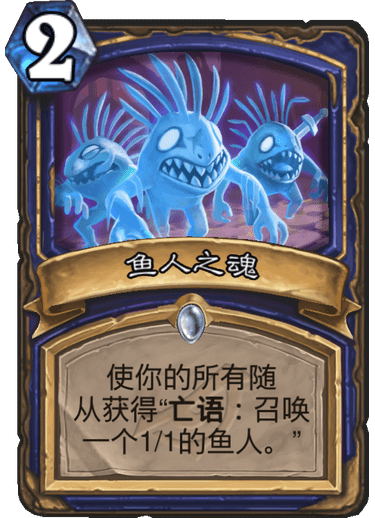 2
鱼人之魂
使你的所有随
从获得“亡语：召唤
一个1/1的鱼人。”